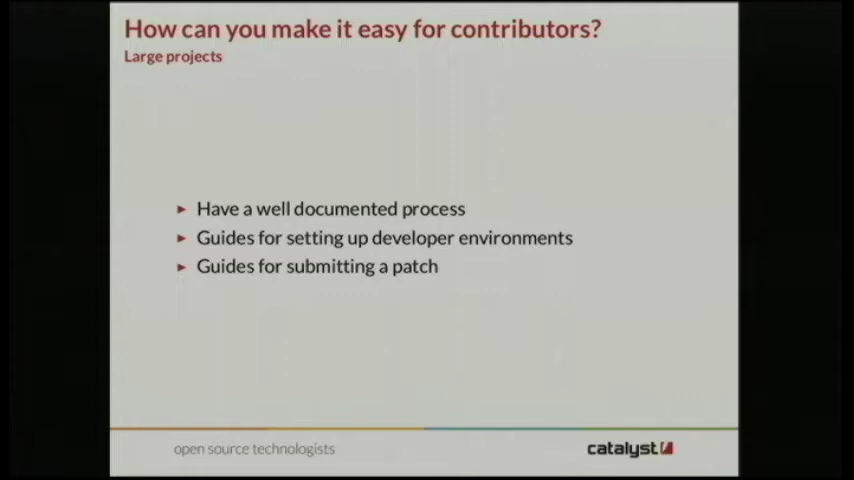 How can you make it easy for contributors?
Large projects
► Have a well documented process
► Guides for setting up developer environments
► Guides for submitting a patch
open source technologists
catalyst